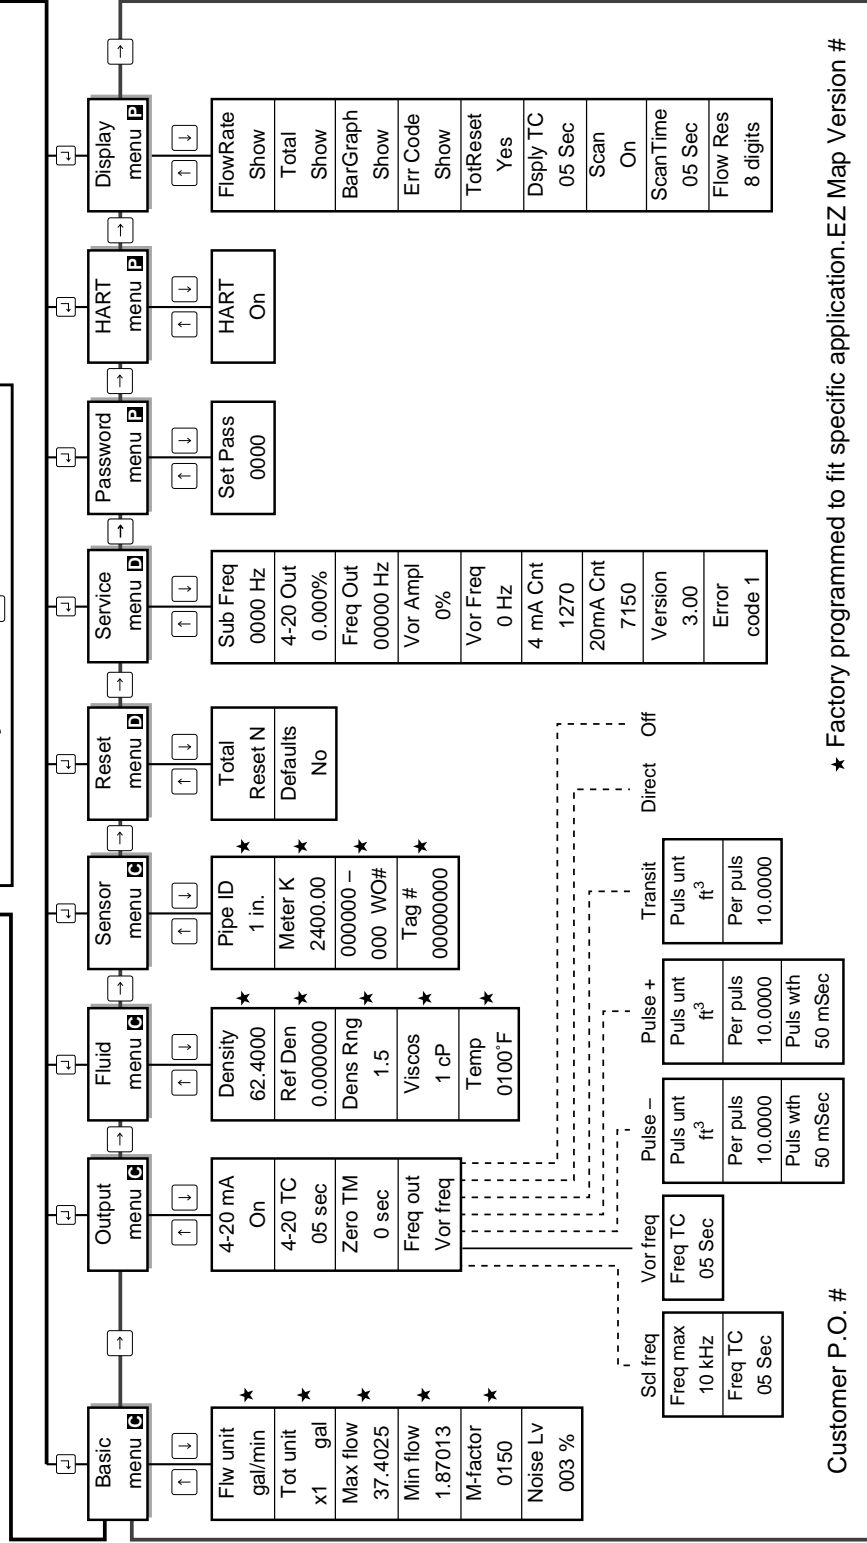 Basic
menu C
Flw unit
gal/min
Tot unit
x1 gal
Max flow
37.4025
Min flow
1.87013
M-factor
0150
Noise Lv
003 %
Output
menu C
4-20 mA
On
4-20 TC
05 sec
Zero TM
0 sec
Freq out
Vor freq
Scl freq
Freq max
10 kHz
Freq TC
05 Sec
Vor freq
Freq TC
05 Sec
Pulse –
Puls unt
ft³
Per puls
10.0000
Puls wth
50 mSec
Pulse +
Puls unt
ft³
Per puls
10.0000
Puls wth
50 mSec
Transit
Puls unt
ft³
Per puls
10.0000
Direct
Off
Fluid
menu C
Density
62.4000
Ref Den
0.000000
Dens Rng
1.5
Viscos
1 cP
Temp
0100˚F
Sensor
menu C
Pipe ID
1 in.
Meter K
2400.00
000000 –
000 WO#
Tag #
00000000
Reset
menu D
Total
Reset N
Defaults
No
Service
menu D
Sub Freq
0000 Hz
4-20 Out
0.000%
Freq Out
00000 Hz
Vor Ampl
0%
Vor Freq
0 Hz
4 mA Cnt
1270
20mA Cnt
7150
Version
3.00
Error
code 1
Password
menu P
Set Pass
0000
HART
menu P
HART
On
Display
menu P
FlowRate
Show
Total
Show
BarGraph
Show
Err Code
Show
TotReset
Yes
Dsply TC
05 Sec
Scan
On
ScanTime
05 Sec
Flow Res
8 digits
Customer P.O. #
★ Factory programmed to fit specific application.EZ Map Version #